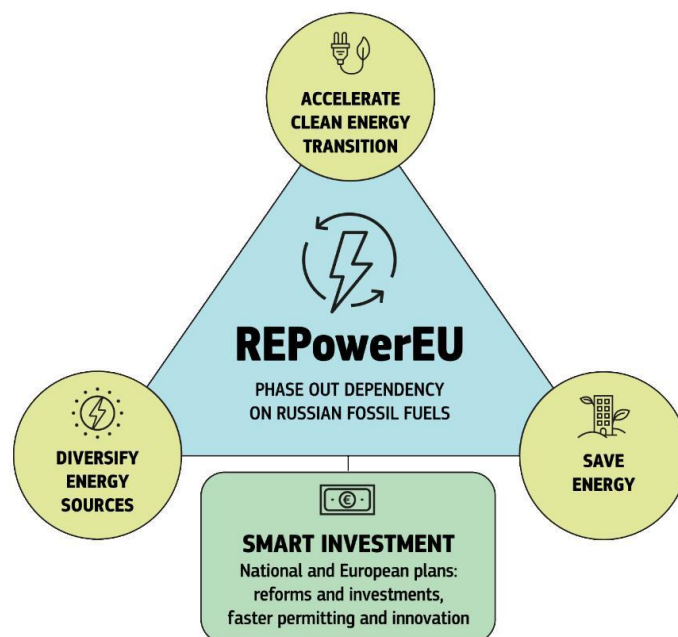 ACCELERATE
CLEAN ENERGY
TRANSITION
REPowerEU
PHASE OUT DEPENDENCY
ON RUSSIAN FOSSIL FUELS
DIVERSIFY
ENERGY
SOURCES
SAVE
ENERGY
€
SMART INVESTMENT
National and European plans:
reforms and investments,
faster permitting and innovation